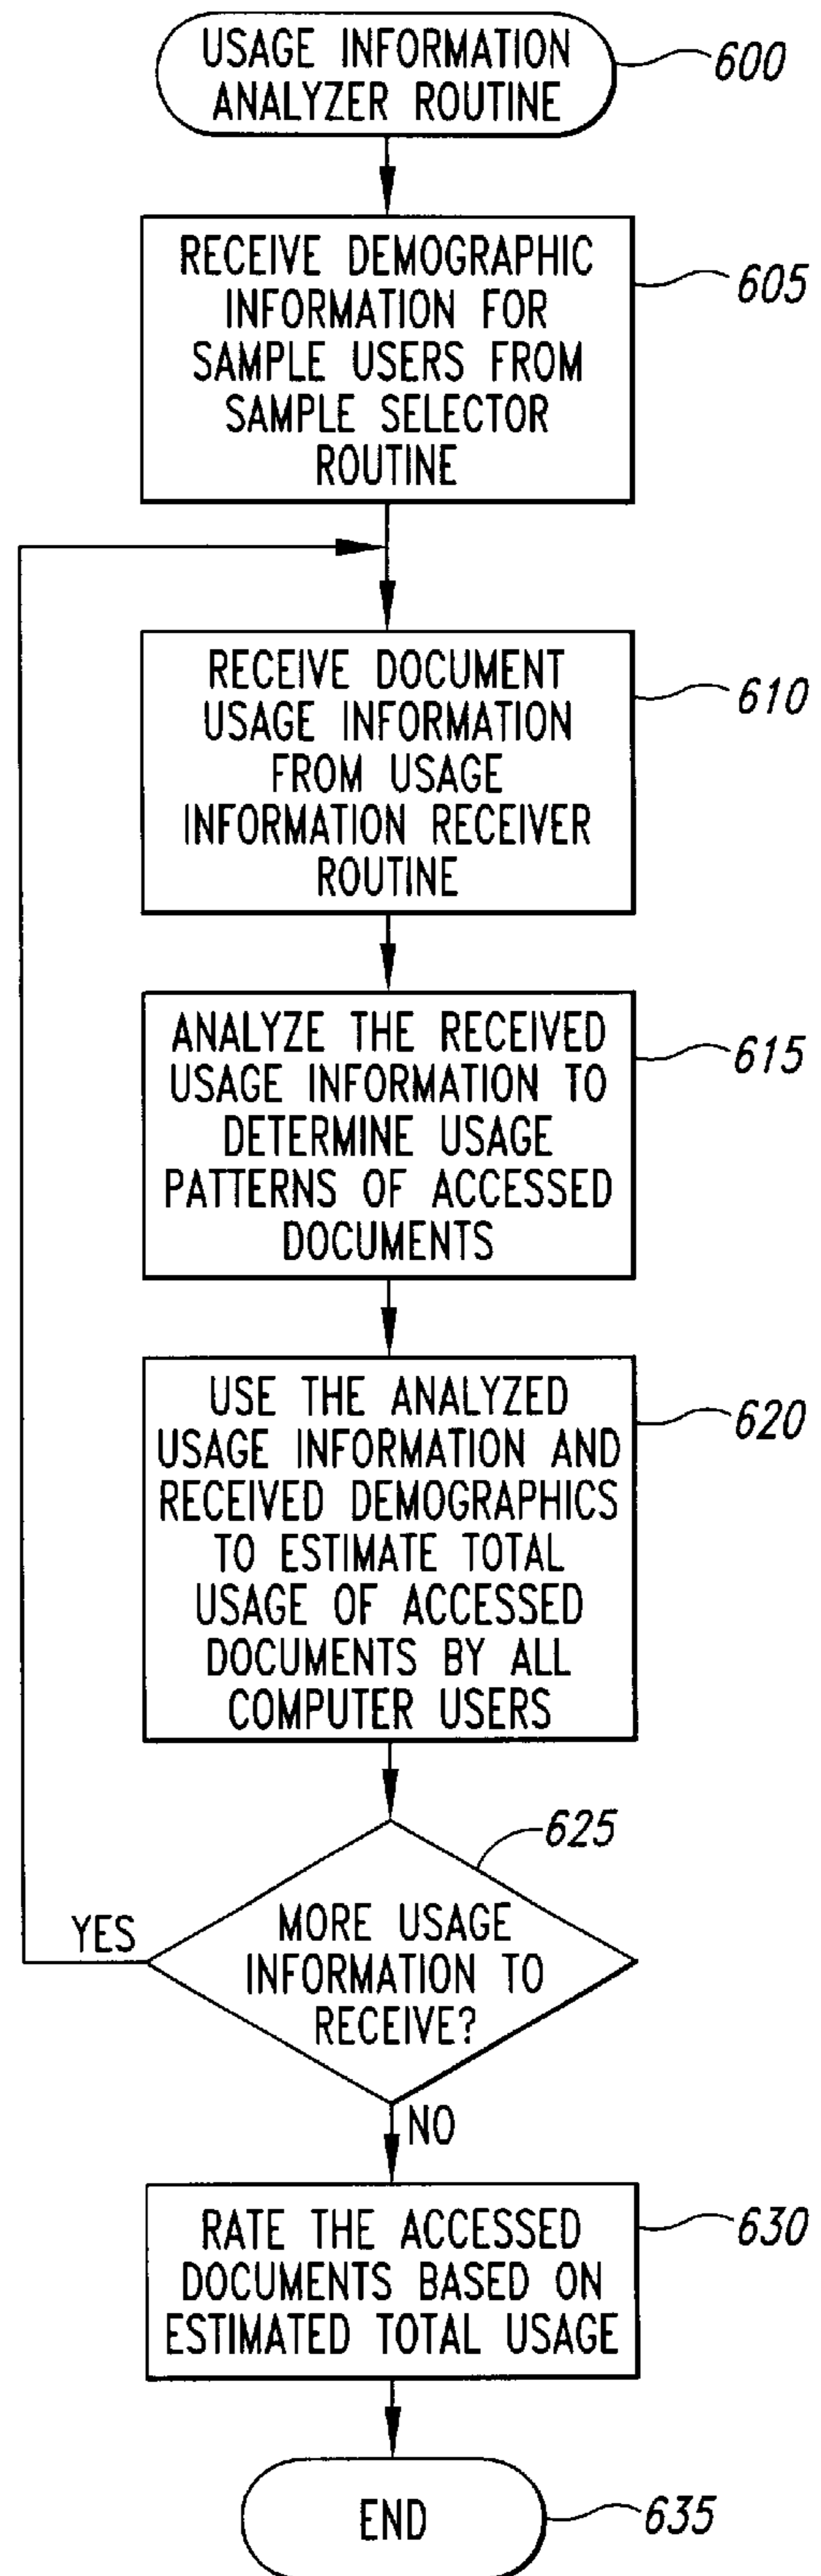 USAGE INFORMATION
ANALYZER ROUTINE
600
RECEIVE DEMOGRAPHIC
INFORMATION FOR
SAMPLE USERS FROM
SAMPLE SELECTOR
ROUTINE
605
RECEIVE DOCUMENT
USAGE INFORMATION
FROM USAGE
INFORMATION RECEIVER
ROUTINE
610
ANALYZE THE RECEIVED
USAGE INFORMATION TO
DETERMINE USAGE
PATTERNS OF ACCESSED
DOCUMENTS
615
USE THE ANALYZED
USAGE INFORMATION AND
RECEIVED DEMOGRAPHICS
TO ESTIMATE TOTAL
USAGE OF ACCESSED
DOCUMENTS BY ALL
COMPUTER USERS
620
625
MORE USAGE
INFORMATION TO
RECEIVE?
YES
NO
RATE THE ACCESSED
DOCUMENTS BASED ON
ESTIMATED TOTAL USAGE
630
END
635